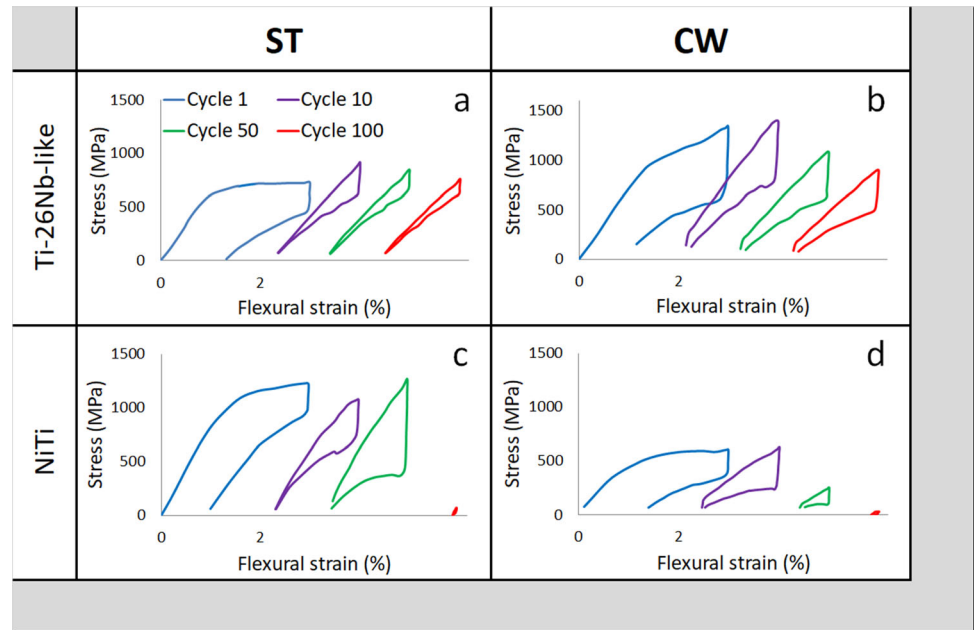 ST
CW
Ti-26Nb-like
a
Cycle 1
Cycle 10
Cycle 50
Cycle 100
Stress (MPa)
1500
1000
500
0
0
2
Flexural strain (%)
b
Stress (MPa)
1500
1000
500
0
0
2
Flexural strain (%)
NiTi
c
Stress (MPa)
1500
1000
500
0
0
2
Flexural strain (%)
d
Stress (MPa)
1500
1000
500
0
0
2
Flexural strain (%)